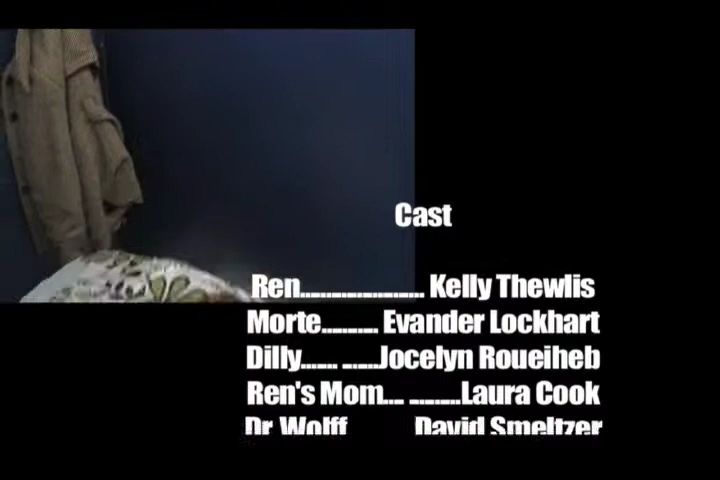 Cast
Ren......................... Kelly Thewlis
Morte........... Evander Lockhart
Dilly....... .......Jocelyn Roueiheb
Ren's Mom.... ..........Laura Cook
Dr Wolff David Smeltzer